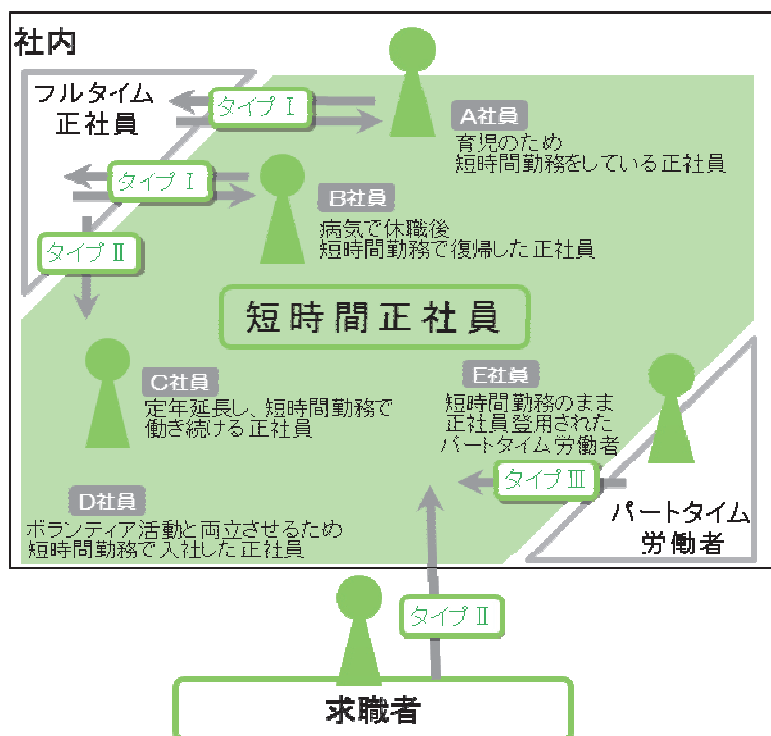 社内
フルタイム
正社員
タイプ Ⅰ
A社員
育児のため
短時間勤務をしている正社員
タイプ Ⅰ
B社員
病気で休職後
短時間勤務で復帰した正社員
タイプ Ⅱ
短時間正社員
C社員
定年延長し、短時間勤務で
働き続ける正社員
E社員
短時間勤務のまま
正社員登用された
パートタイム労働者
タイプ Ⅲ
D社員
ボランティア活動と両立させるため
短時間勤務で入社した正社員
パートタイム
労働者
タイプ Ⅱ
求職者